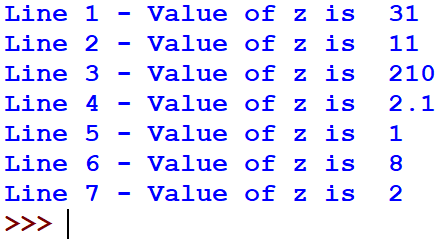 Line 1 - Value of z is  31
Line 2 - Value of z is  11
Line 3 - Value of z is  210
Line 4 - Value of z is  2.1
Line 5 - Value of z is  1
Line 6 - Value of z is  8
Line 7 - Value of z is  2
>>>